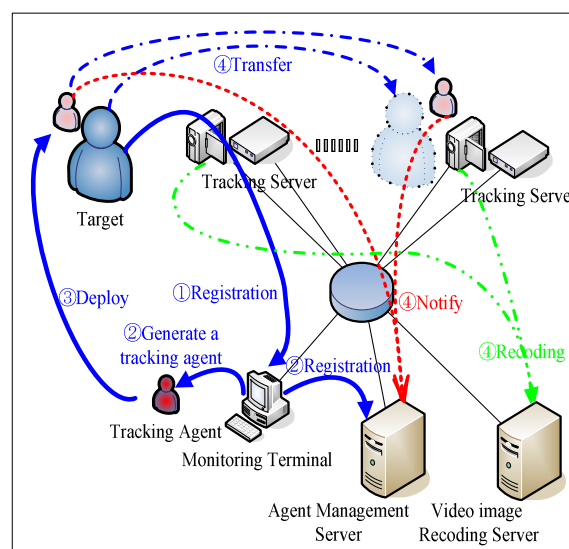 ④Transfer
Tracking Server
Tracking Serve
Target
①Registration
③Deploy
④Notify
②Generate a
tracking agent
②Registration
④Recoding
Tracking Agent
Monitoring Terminal
Agent Management
Server
Video image
Recoding Server